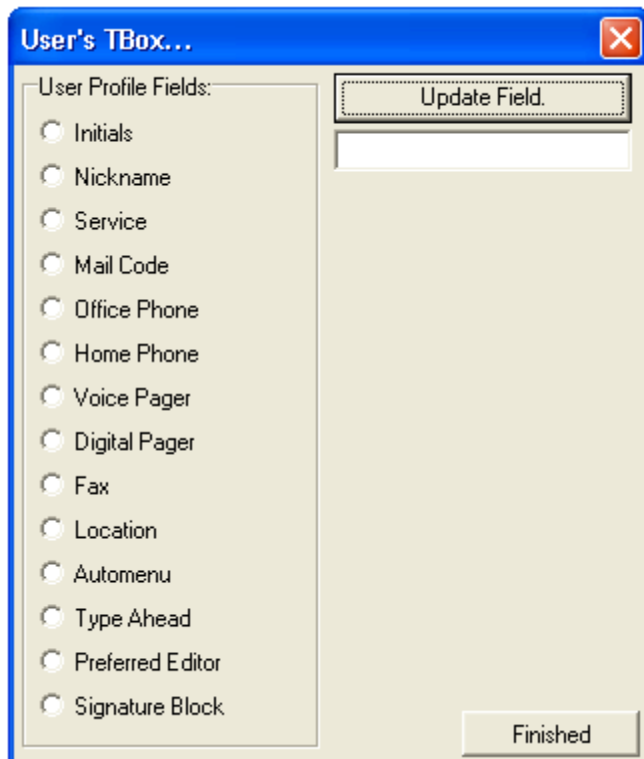 User's TBox...
User Profile Fields:
Initials
Nickname
Service
Mail Code
Office Phone
Home Phone
Voice Pager
Digital Pager
Fax
Location
Automenu
Type Ahead
Preferred Editor
Signature Block
Update Field.
Finished